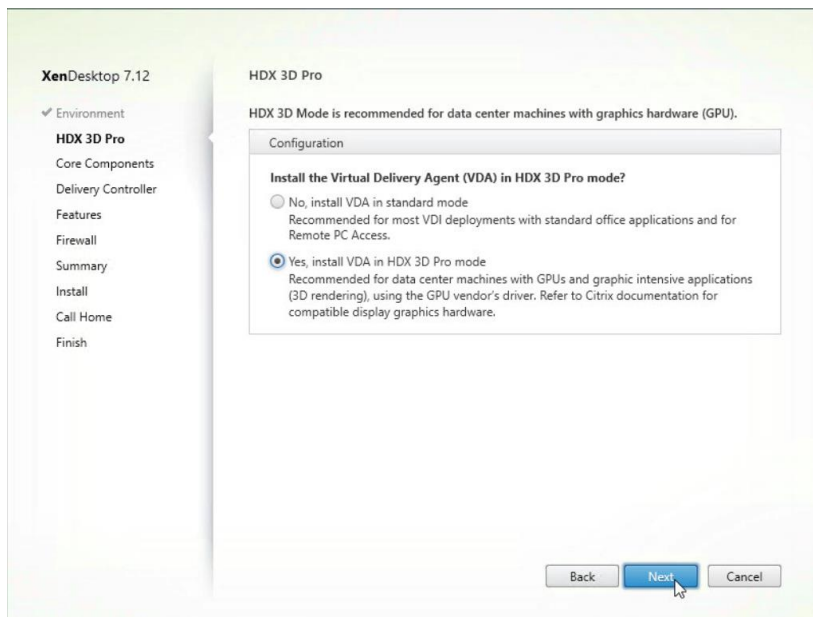 XenDesktop 7.12
Environment
HDX 3D Pro
Core Components
Delivery Controller
Features
Firewall
Summary
Install
Call Home
Finish
HDX 3D Pro
HDX 3D Mode is recommended for data center machines with graphics hardware (GPU).
Configuration
Install the Virtual Delivery Agent (VDA) in HDX 3D Pro mode?
No, install VDA in standard mode
Recommended for most VDI deployments with standard office applications and for
Remote PC Access.
Yes, install VDA in HDX 3D Pro mode
Recommended for data center machines with GPUs and graphic intensive applications
(3D rendering), using the GPU vendor's driver. Refer to Citrix documentation for
compatible display graphics hardware.
Back Next Cancel